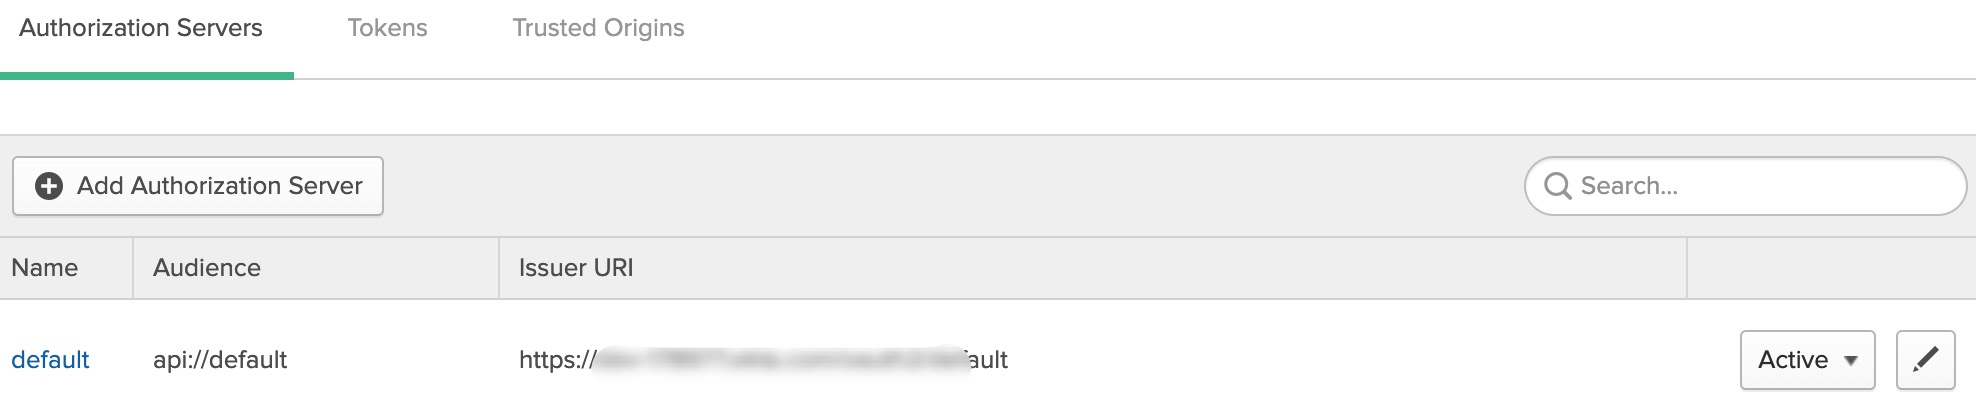 Authorization Servers Tokens Trusted Origins
Add Authorization Server Search...
Name Audience Issuer URI
default api://default https:// ault Active